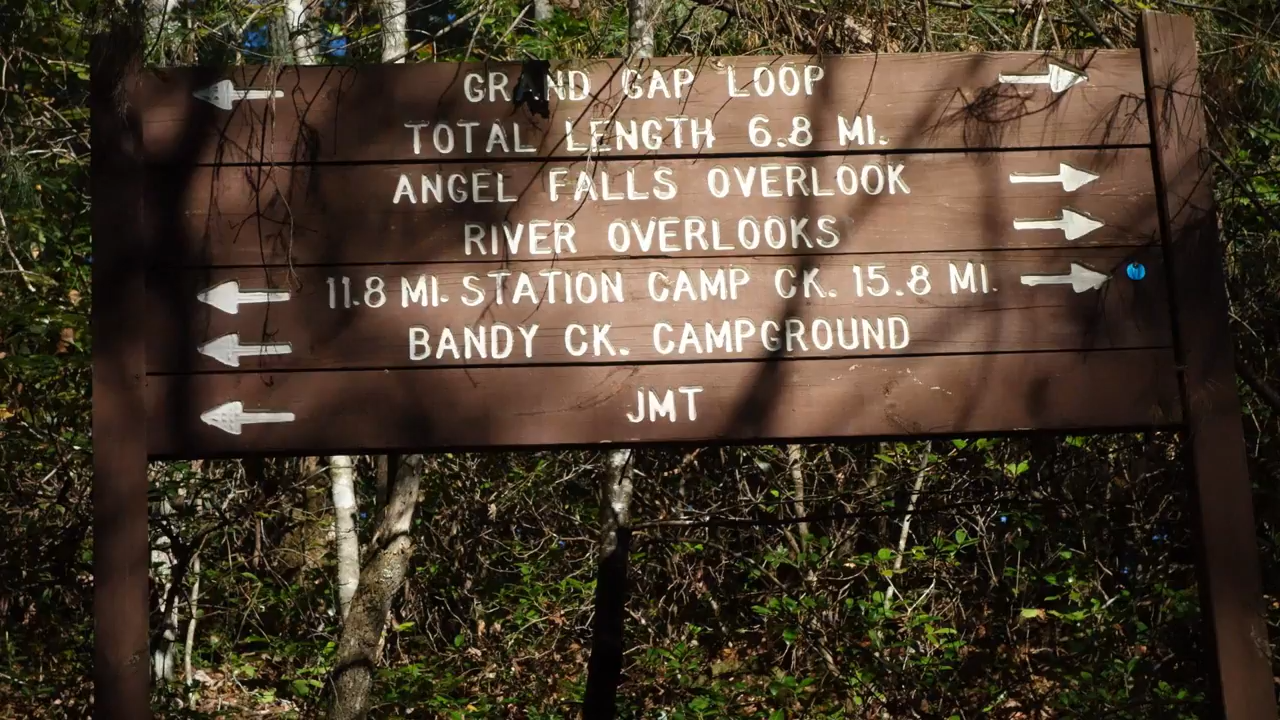 GRAND GAP LOOP
TOTAL LENGTH 6.8 MI.
ANGEL FALLS OVERLOOK
RIVER OVERLOOKS
11.8 MI. STATION CAMP CK. 15.8 MI.
BANDY CK. CAMPGROUND
JMT